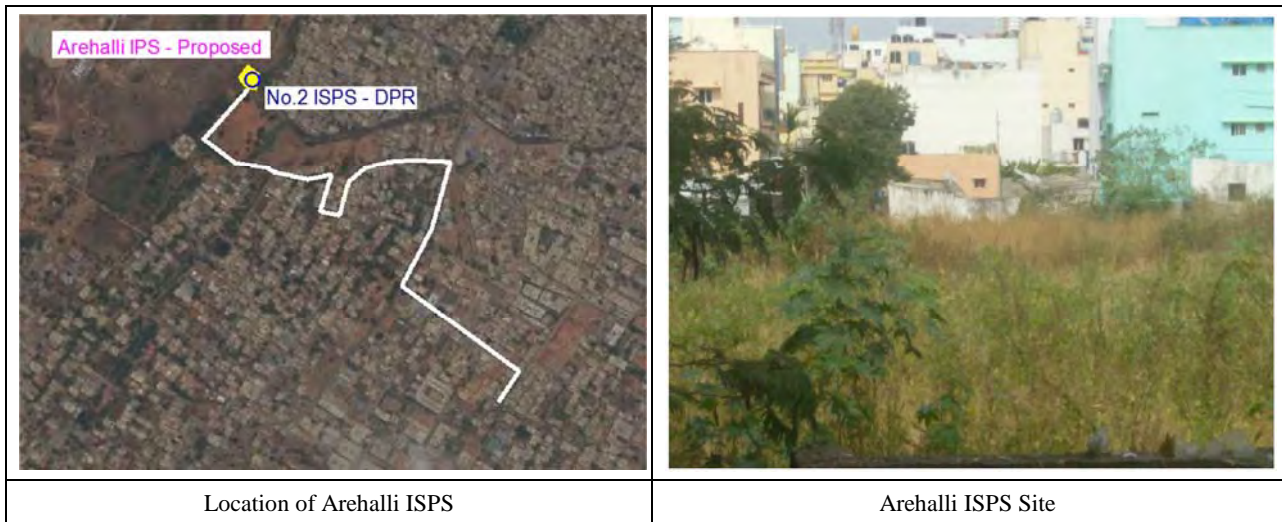 Arehalli IPS - Proposed
No.2 ISPS - DPR
Location of Arehalli ISPS
Arehalli ISPS Site